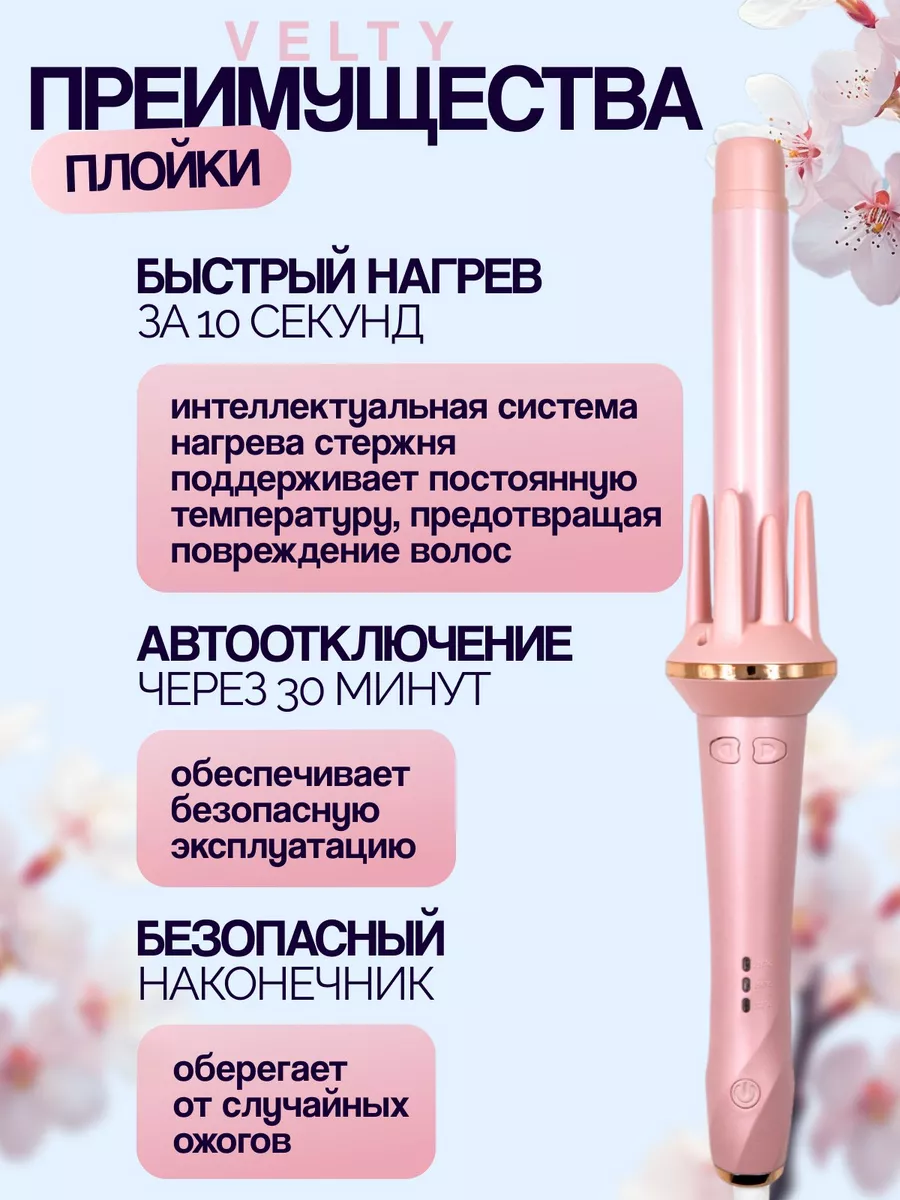 VELTY
ПРЕИМУЩЕСТВА
ПЛОЙКИ
БЫСТРЫЙ НАГРЕВ
ЗА 10 СЕКУНД
интеллектуальная система
нагрева стержня
поддерживает постоянную
температуру, предотвращая
повреждение волос
АВТООТКЛЮЧЕНИЕ
ЧЕРЕЗ 30 МИНУТ
обеспечивает
безопасную
эксплуатацию
БЕЗОПАСНЫЙ
НАКОНЕЧНИК
оберегает
от случайных
ожогов